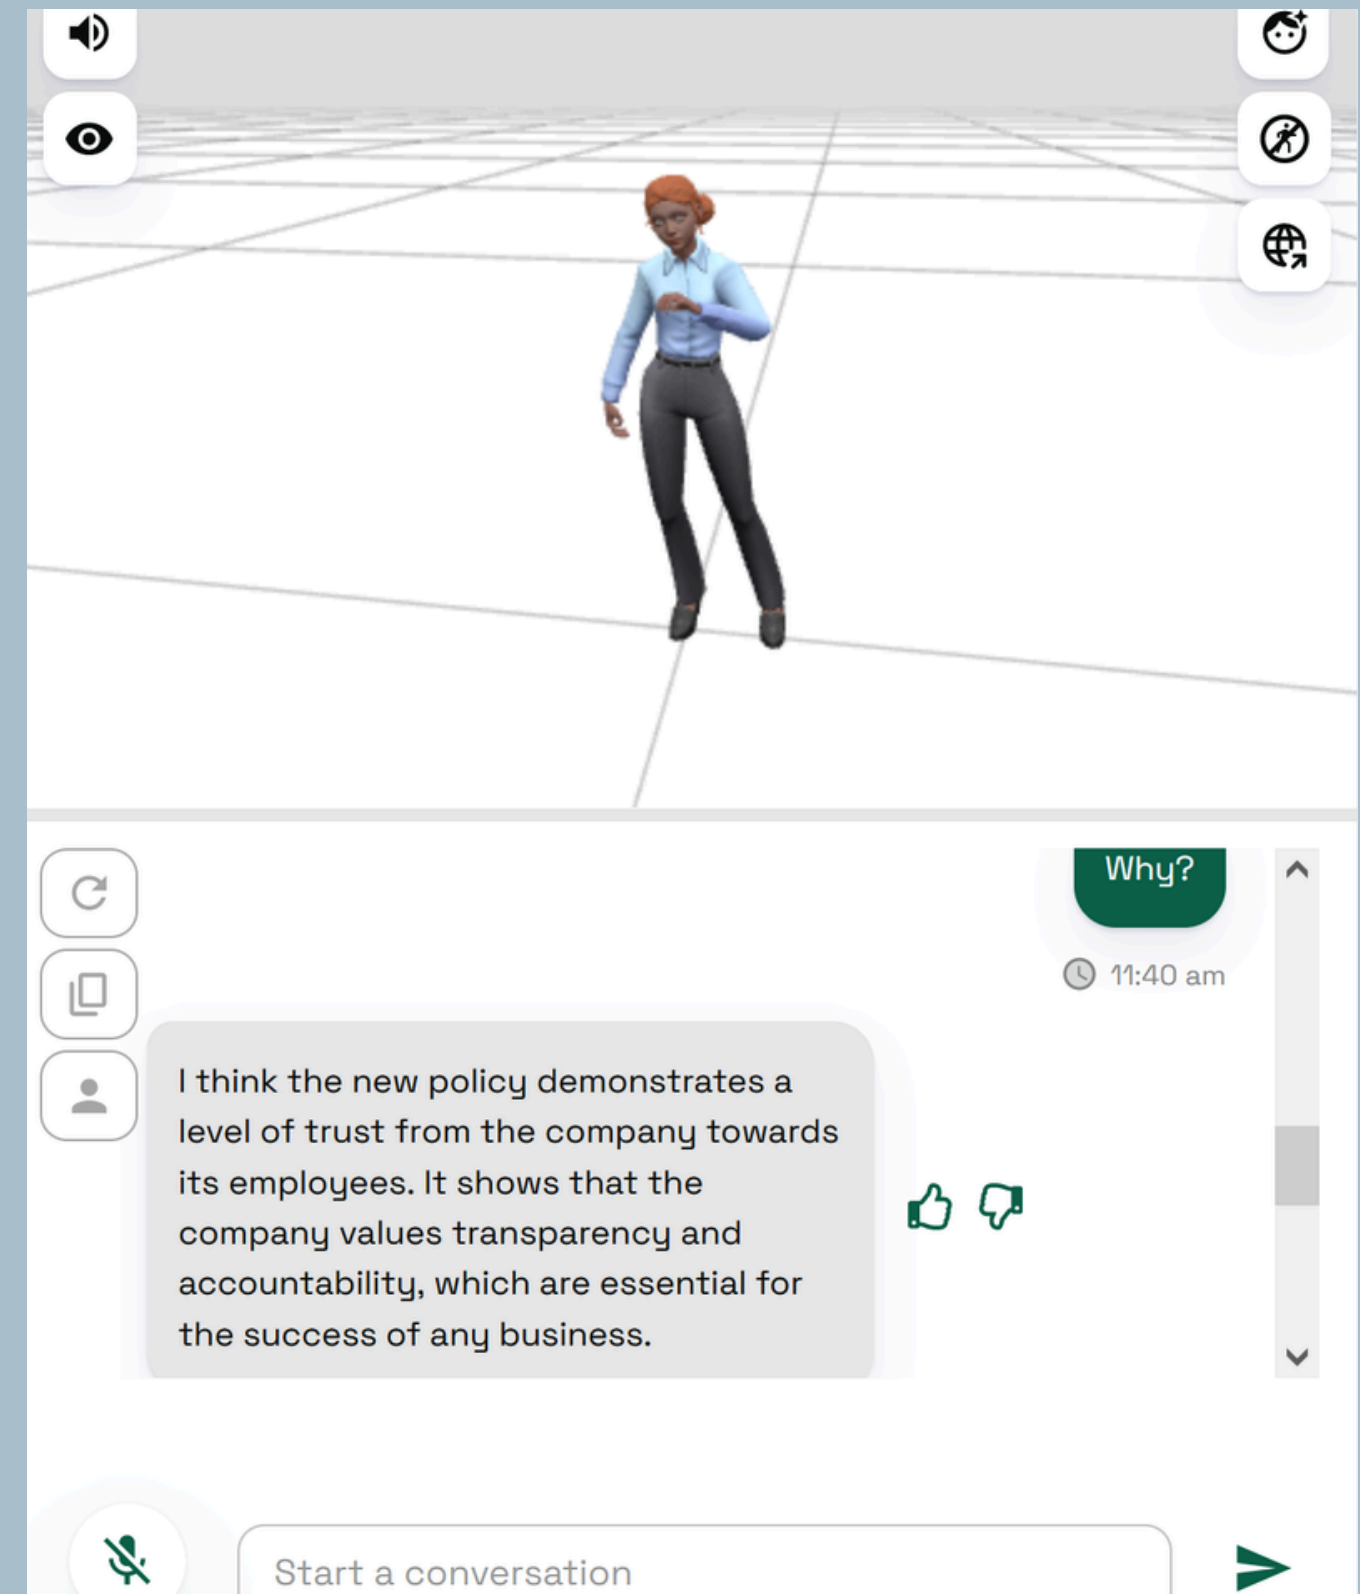 Why?
11:40 am
I think the new policy demonstrates a
level of trust from the company towards
its employees. It shows that the
company values transparency and
accountability, which are essential for
the success of any business.
Start a conversation